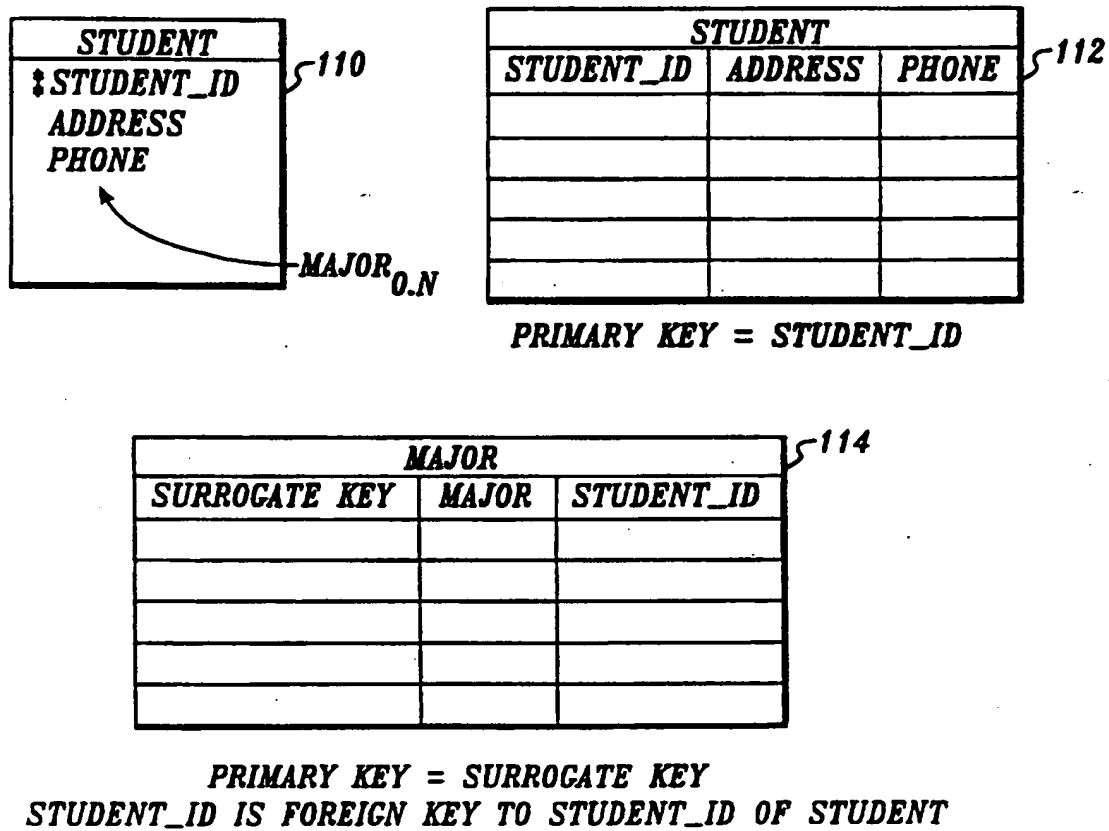 STUDENT
‡STUDENT_ID
ADDRESS
PHONE
110
MAJOR0.N
STUDENT
STUDENT_ID ADDRESS PHONE
112
PRIMARY KEY = STUDENT_ID
MAJOR
SURROGATE KEY MAJOR STUDENT_ID
114
PRIMARY KEY = SURROGATE KEY
STUDENT_ID IS FOREIGN KEY TO STUDENT_ID OF STUDENT